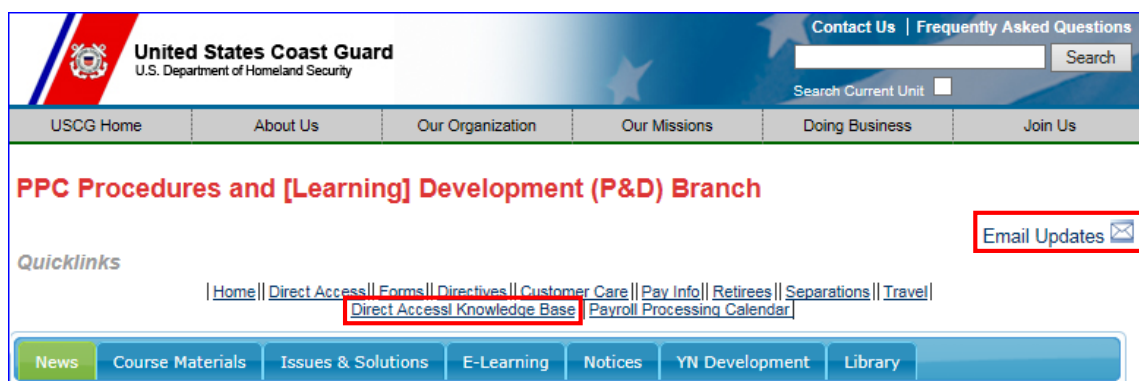 Contact Us | Frequently Asked Questions
United States Coast Guard
U.S. Department of Homeland Security
Search
Search Current Unit
USCG Home About Us Our Organization Our Missions Doing Business Join Us
PPC Procedures and [Learning] Development (P&D) Branch
Email Updates
Quicklinks
| Home || Direct Access || Forms || Directives || Customer Care || Pay Info || Retirees || Separations || Travel |
Direct Accessl Knowledge Base | Payroll Processing Calendar |
News Course Materials Issues & Solutions E-Learning Notices YN Development Library